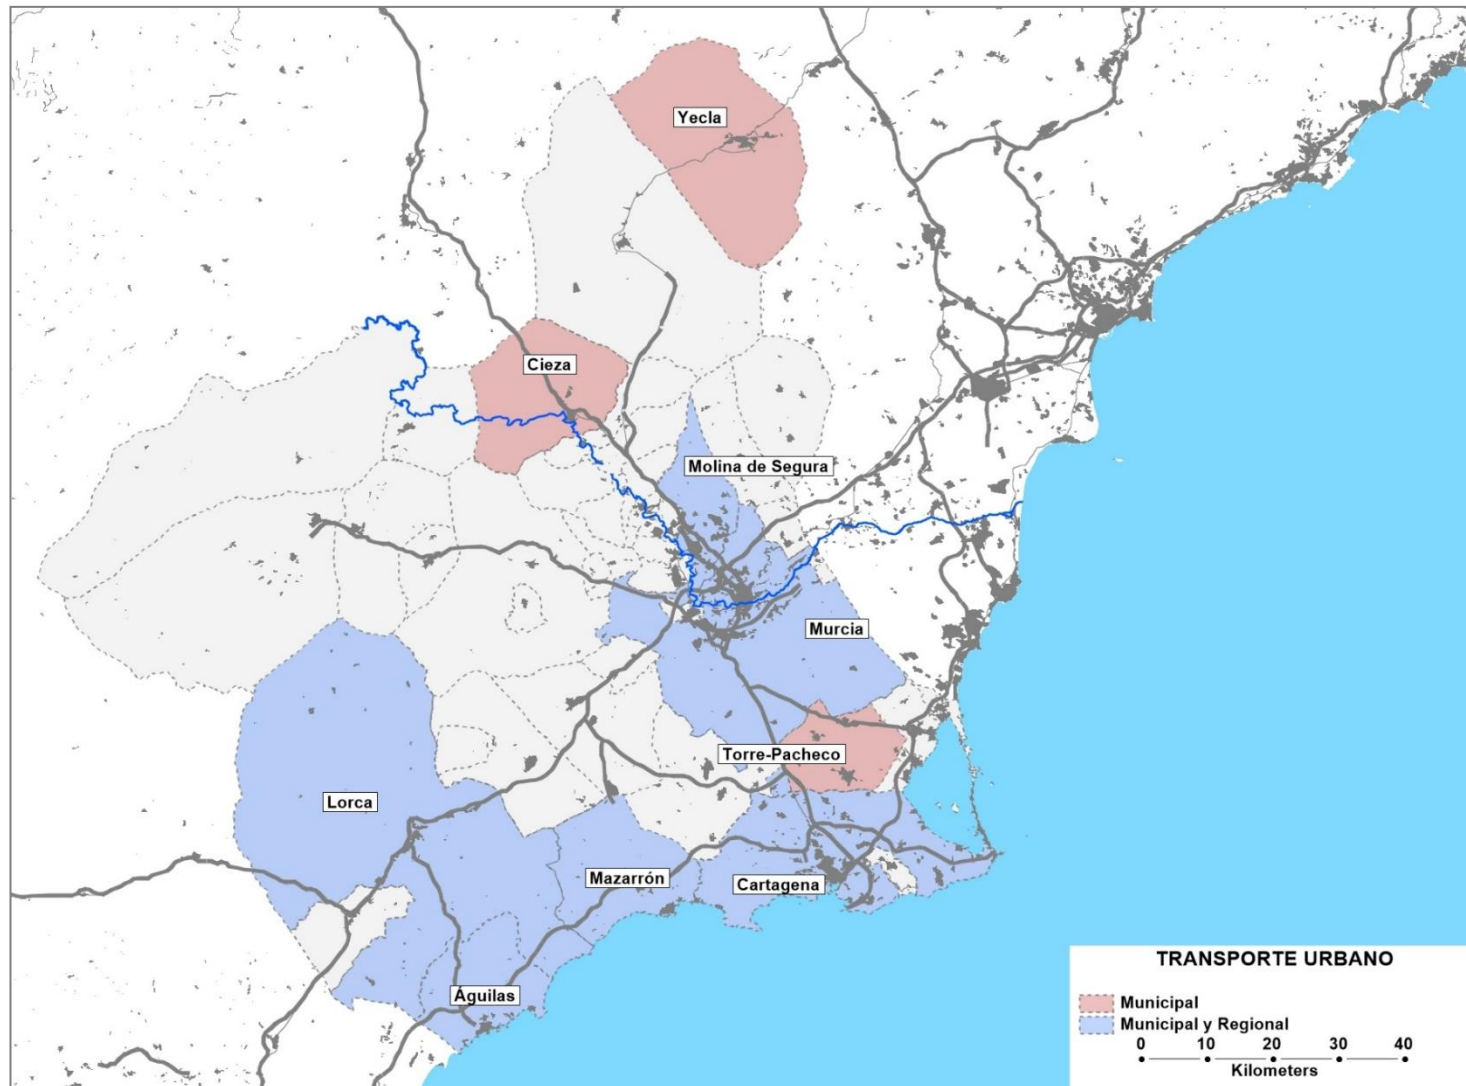 Yecla
Cieza
Molina de Segura
Murcia
Torre-Pacheco
Lorca
Mazarrón
Cartagena
Águilas
TRANSPORTE URBANO
Municipal
Municipal y Regional
0 10 20 30 40
Kilometers